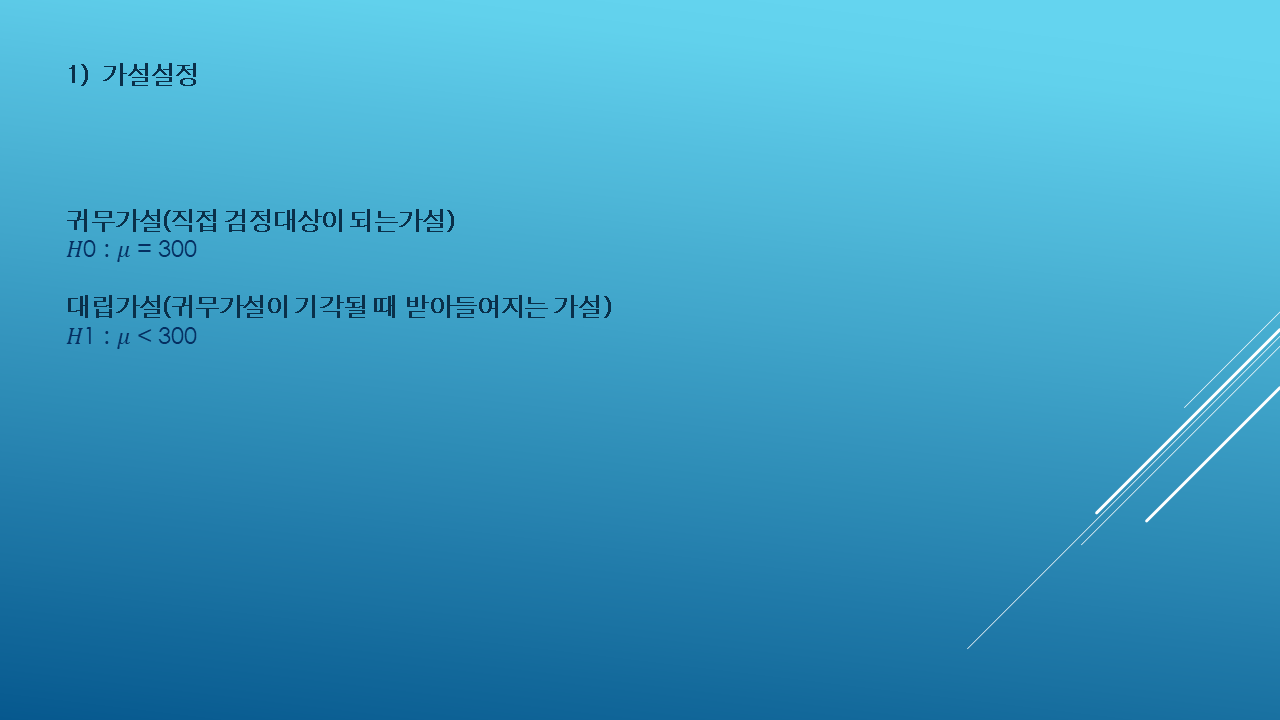 1) 가설설정
귀무가설(직접 검정대상이 되는가설)
𝐻0 : 𝜇 = 300
대립가설(귀무가설이 기각될 때 받아들여지는 가설)
𝐻1 : 𝜇 < 300